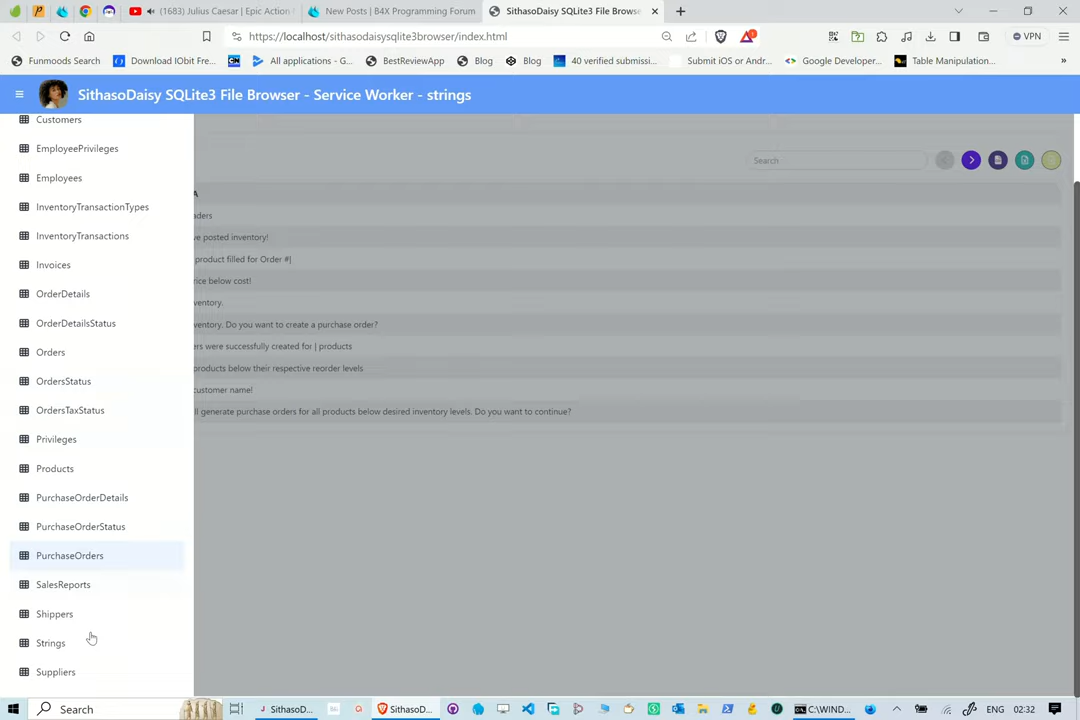 (1683) Julius Caesar | Epic Action
New Posts | B4X Programming Forum
SithasoDaisy SQLite3 File Browse
https://localhost/sithasodaisysqlite3browser/index.html
VPN
Funmoods Search
Download IObit Fre...
All applications - G...
BestReviewApp
Blog
Blog
40 verified submissi...
Submit iOS or Andr...
Google Developer...
Table Manipulation...
»
SithasoDaisy SQLite3 File Browser - Service Worker - strings
Customers
EmployeePrivileges
Employees
InventoryTransactionTypes
InventoryTransactions
Invoices
OrderDetails
OrderDetailsStatus
Orders
OrdersStatus
OrdersTaxStatus
Privileges
Products
PurchaseOrderDetails
PurchaseOrderStatus
PurchaseOrders
SalesReports
Shippers
Strings
Suppliers
Search
A
aders
ve posted inventory!
product filled for Order #|
rice below cost!
ventory.
ventory. Do you want to create a purchase order?
rs were successfully created for | products
products below their respective reorder levels
customer name!
ll generate purchase orders for all products below desired inventory levels. Do you want to continue?
Search
SithasoD...
SithasoD...
C:\WIND...
ENG
02:32